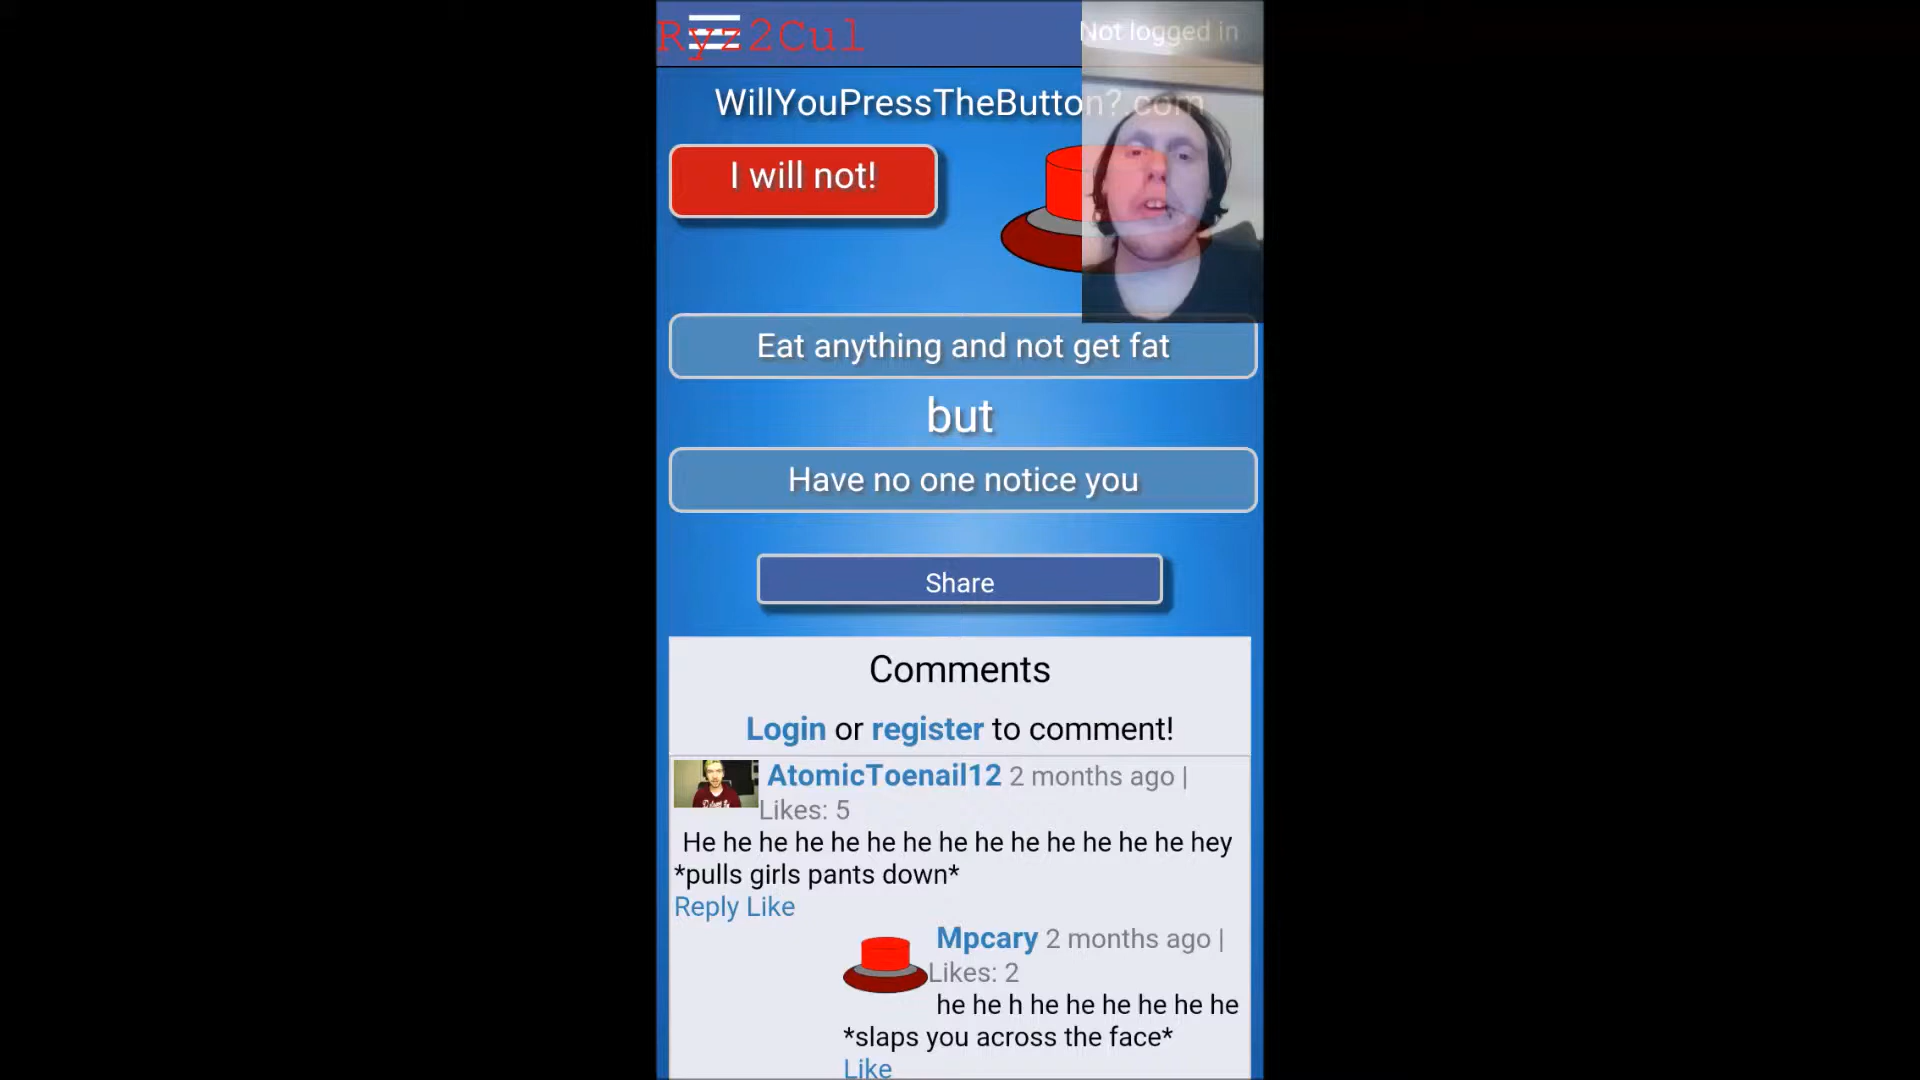 Ryz2Cul
Not logged in
WillYouPressTheButton?.com
I will not!
Eat anything and not get fat
but
Have no one notice you
Share
Comments
Login or register to comment!
AtomicToenail12 2 months ago |
Likes: 5
He he he he he he he he he he he he he he hey
*pulls girls pants down*
Reply Like
Mpcary 2 months ago |
Likes: 2
he he h he he he he he he
*slaps you across the face*
Like